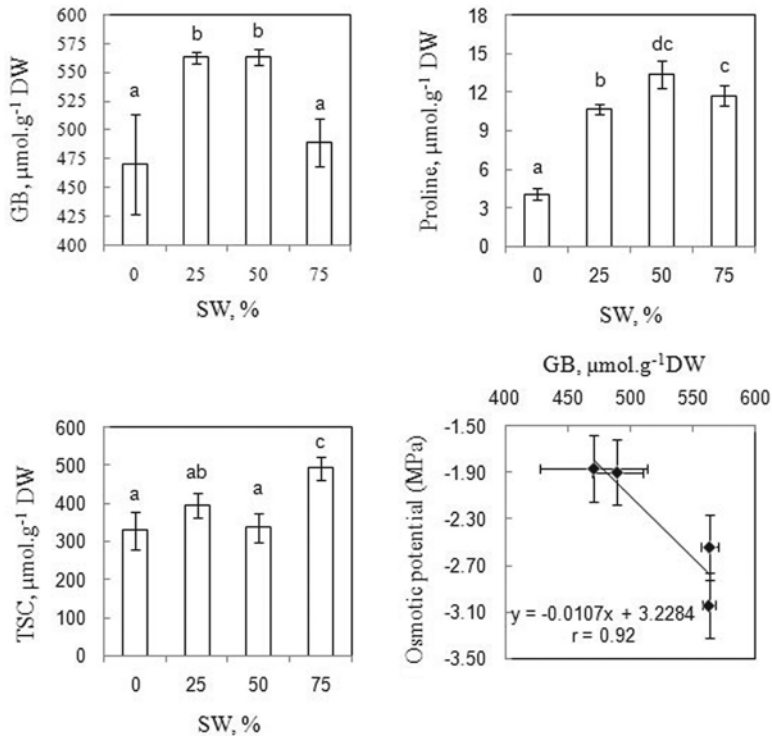 GB, μmol.g⁻¹ DW
600
575
550
525
500
475
450
425
400
a
b
b
a
0 25 50 75
SW, %
Proline, μmol.g⁻¹ DW
18
15
12
9
6
3
0
a
b
dc
c
0 25 50 75
SW, %
TSC, μmol.g⁻¹ DW
600
500
400
300
200
100
0
a
ab
a
c
0 25 50 75
SW, %
GB, μmol.g⁻¹DW
400 450 500 550 600
Osmotic potential (MPa)
-1.50
-1.90
-2.30
-2.70
-3.10
-3.50
y = -0.0107x + 3.2284
r = 0.92